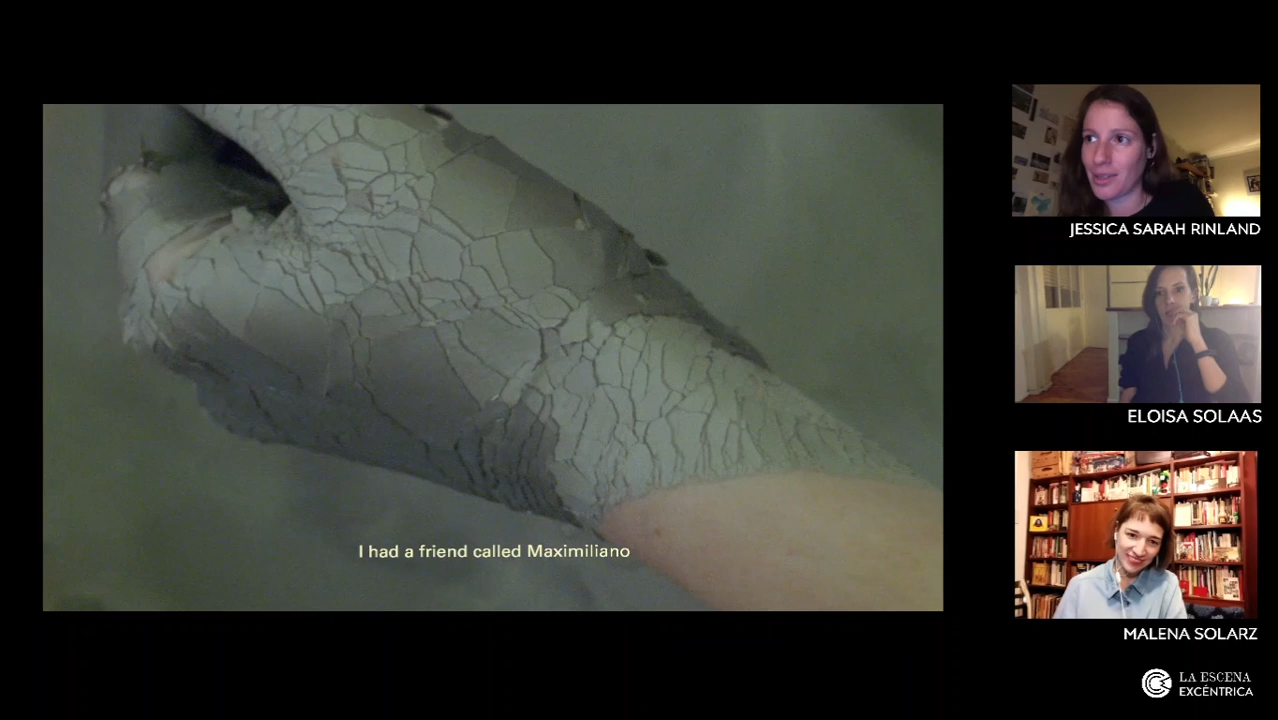 JESSICA SARAH RINLAND
ELOISA SOLAAS
I had a friend called Maximiliano
MALENA SOLARZ
LA ESCENA
EXCÉNTRICA